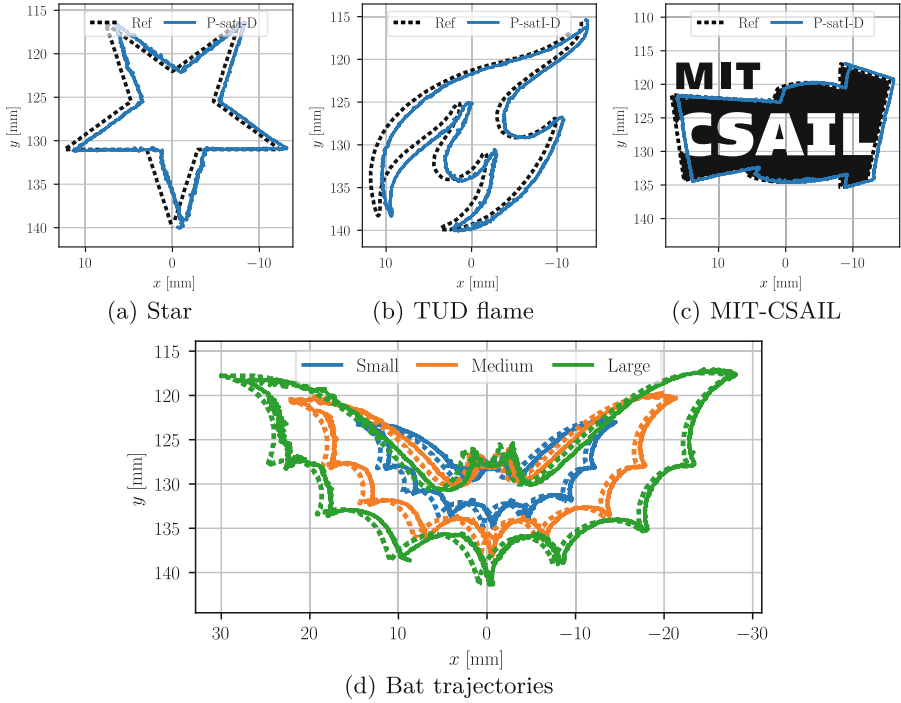 Ref P-satI-D
115
120
125
130
135
140
y [mm]
10 0 −10
x [mm]
(a) Star
Ref P-satI-D
115
120
125
130
135
140
y [mm]
10 0 −10
x [mm]
(b) TUD flame
Ref P-satI-D
110
115
120
125
130
135
140
y [mm]
MIT
CSAIL
10 0 −10
x [mm]
(c) MIT-CSAIL
Small Medium Large
115
120
125
130
135
140
y [mm]
30 20 10 0 −10 −20 −30
x [mm]
(d) Bat trajectories